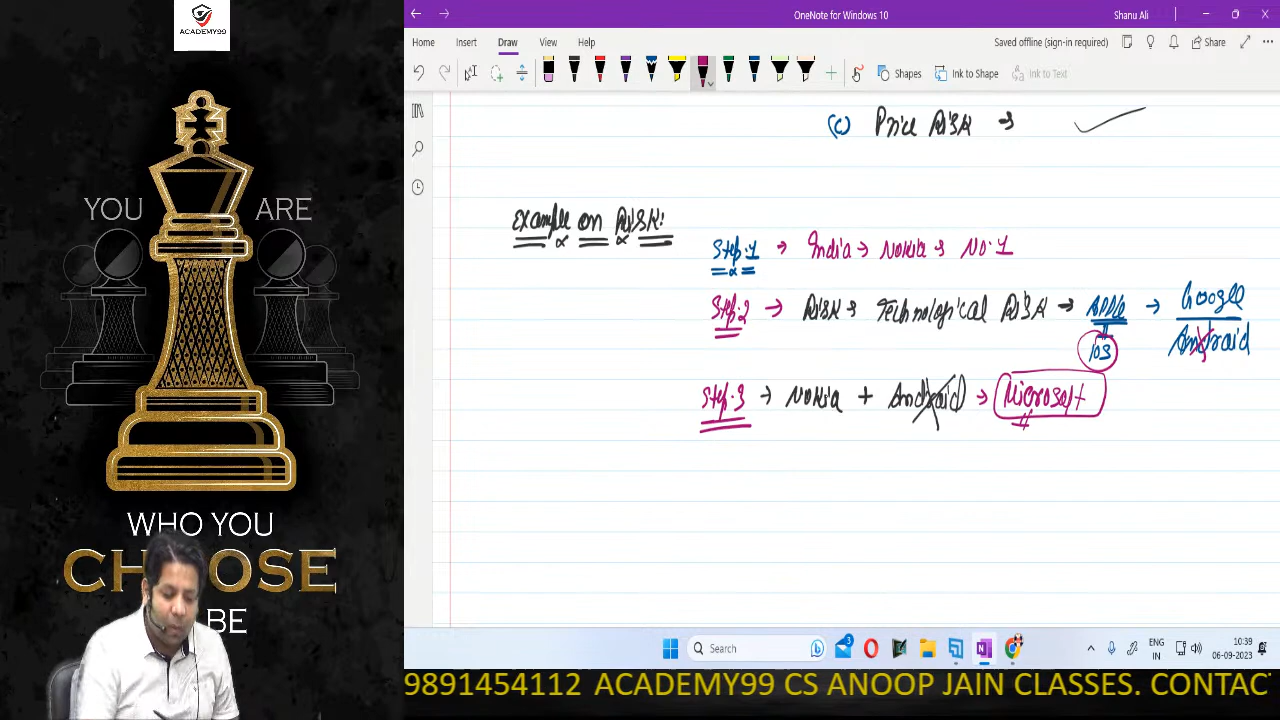 ACADEMY99
YOU ARE
WHO YOU
CHOOSE
BE
OneNote for Windows 10
Shanu Ali
Home Insert Draw View Help
Saved offline (sign-in required)
Share
Shapes
Ink to Shape
Ink to Text
(c) Price Risk →
Example on Risk:
Step.1 → India → Nokia → No.1
Step.2 → Risk → Technological Risk → Apple → Google
ios
Android
Step.3 → Nokia + Android → Microsoft
Search
3
ENG
IN
10:39
06-09-2023
9891454112 ACADEMY99 CS ANOOP JAIN CLASSES. CONTAC